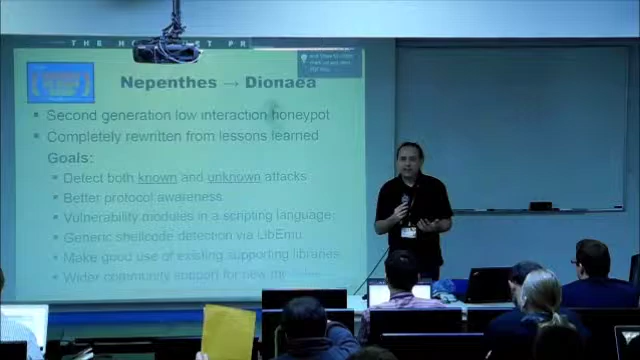 THE HON
Nepenthes → Dionaea
Second generation low interaction honeypot
Completely rewritten from lessons learned
Goals:
Detect both known and unknown attacks
Better protocol awareness
Vulnerability modules in a scripting language
Generic shellcode detection via LibEmu
Make good use of existing supporting libraries
Wider community support for new